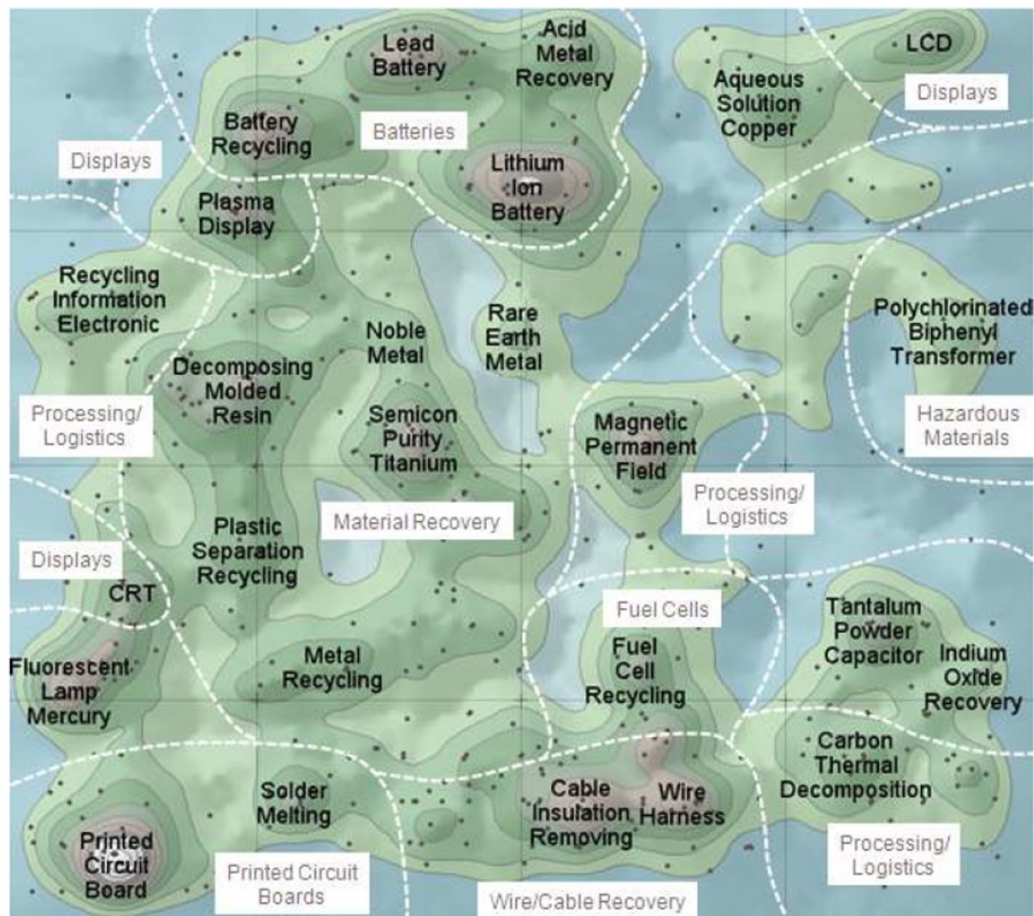 Lead
Battery
Acid
Metal
Recovery
LCD
Aqueous
Solution
Copper
Displays
Battery
Recycling
Batteries
Displays
Lithium
Ion
Battery
Plasma
Display
Recycling
Information
Electronic
Rare
Earth
Metal
Noble
Metal
Polychlorinated
Biphenyl
Transformer
Decomposing
Molded
Resin
Processing/
Logistics
Semicon
Purity
Titanium
Magnetic
Permanent
Field
Hazardous
Materials
Processing/
Logistics
Material Recovery
Plastic
Separation
Recycling
Displays
CRT
Fuel Cells
Tantalum
Powder
Capacitor
Fluorescent
Lamp
Mercury
Metal
Recycling
Fuel
Cell
Recycling
Indium
Oxide
Recovery
Carbon
Thermal
Decomposition
Solder
Melting
Cable
Insulation
Removing
Wire
Harness
Printed
Circuit
Board
Printed Circuit
Boards
Processing/
Logistics
Wire/Cable Recovery